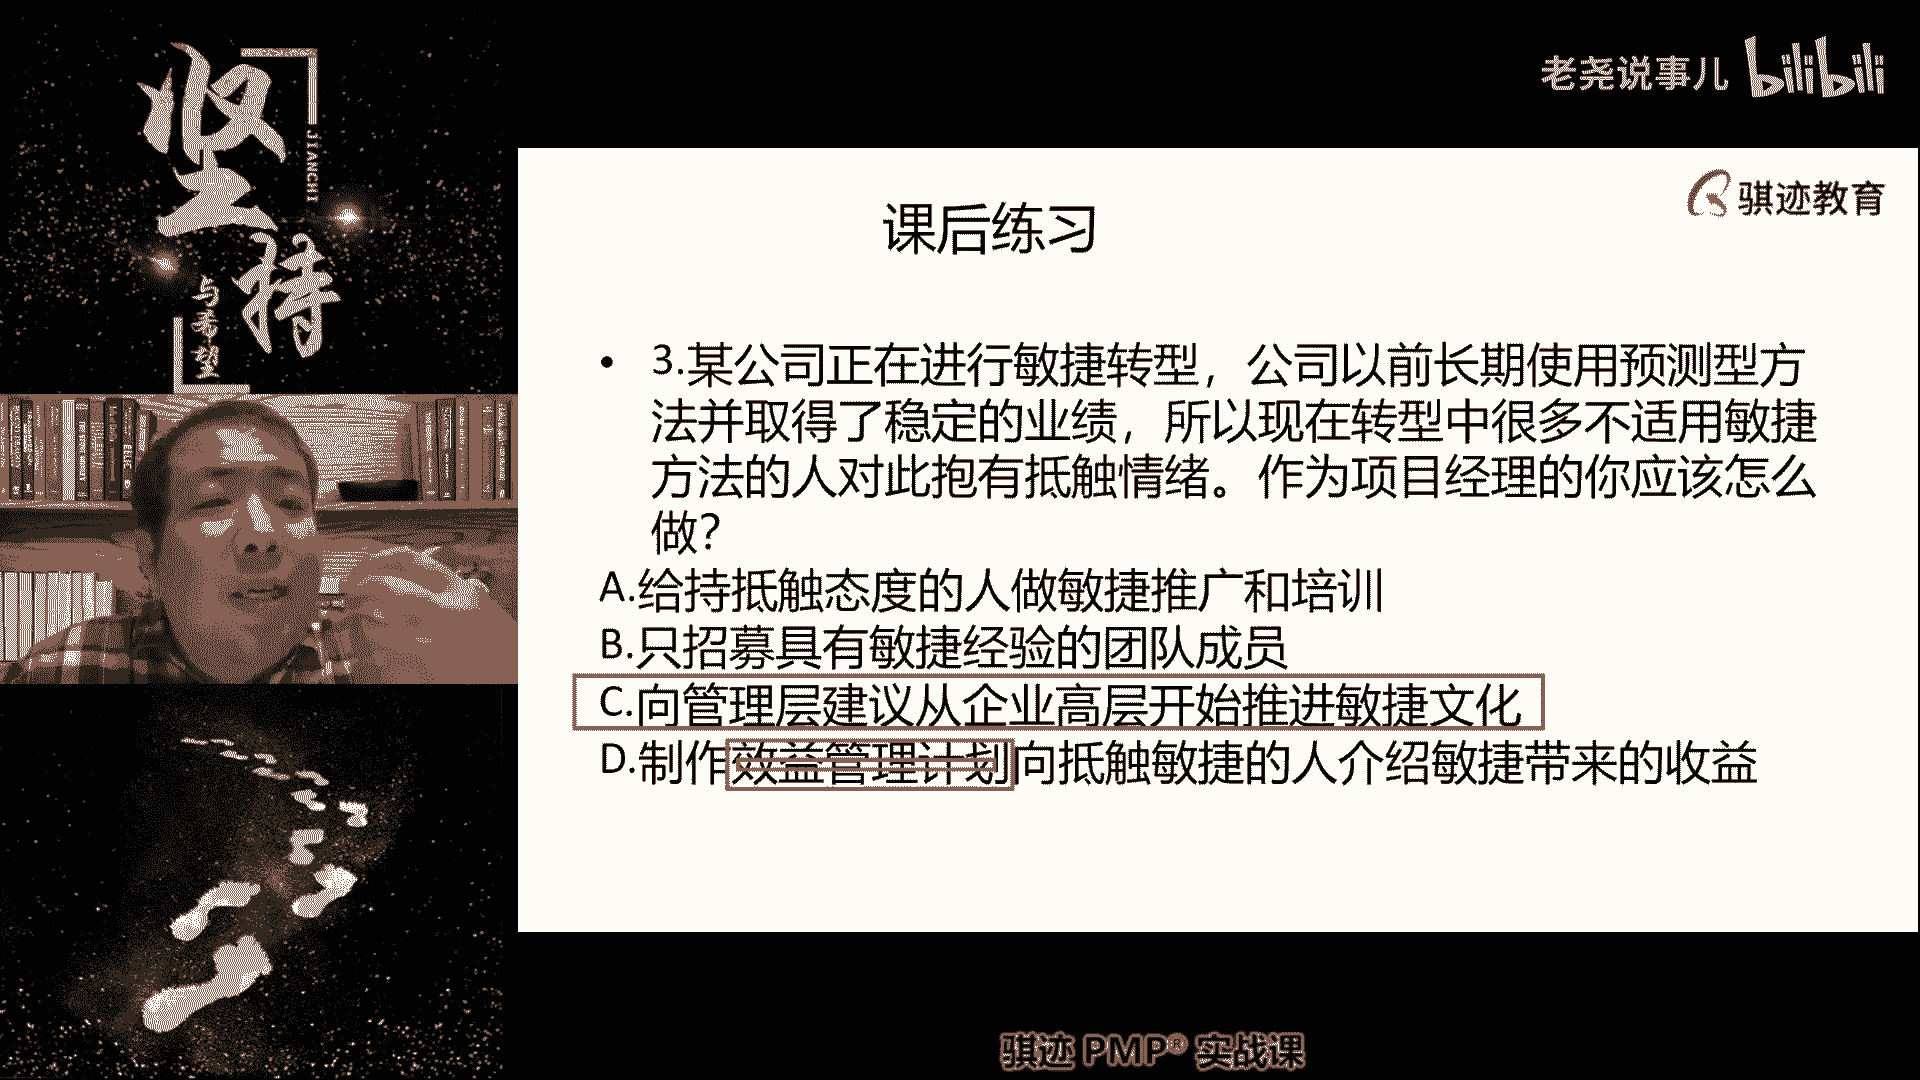 坚持
JIANCHI
与希望
老尧说事儿 bilibili
骐迹教育
课后练习
• 3.某公司正在进行敏捷转型，公司以前长期使用预测型方
法并取得了稳定的业绩，所以现在转型中很多不适用敏捷
方法的人对此抱有抵触情绪。作为项目经理的你应该怎么
做？
A.给持抵触态度的人做敏捷推广和培训
B.只招募具有敏捷经验的团队成员
C.向管理层建议从企业高层开始推进敏捷文化
D.制作效益管理计划向抵触敏捷的人介绍敏捷带来的收益
骐迹 PMP® 实战课